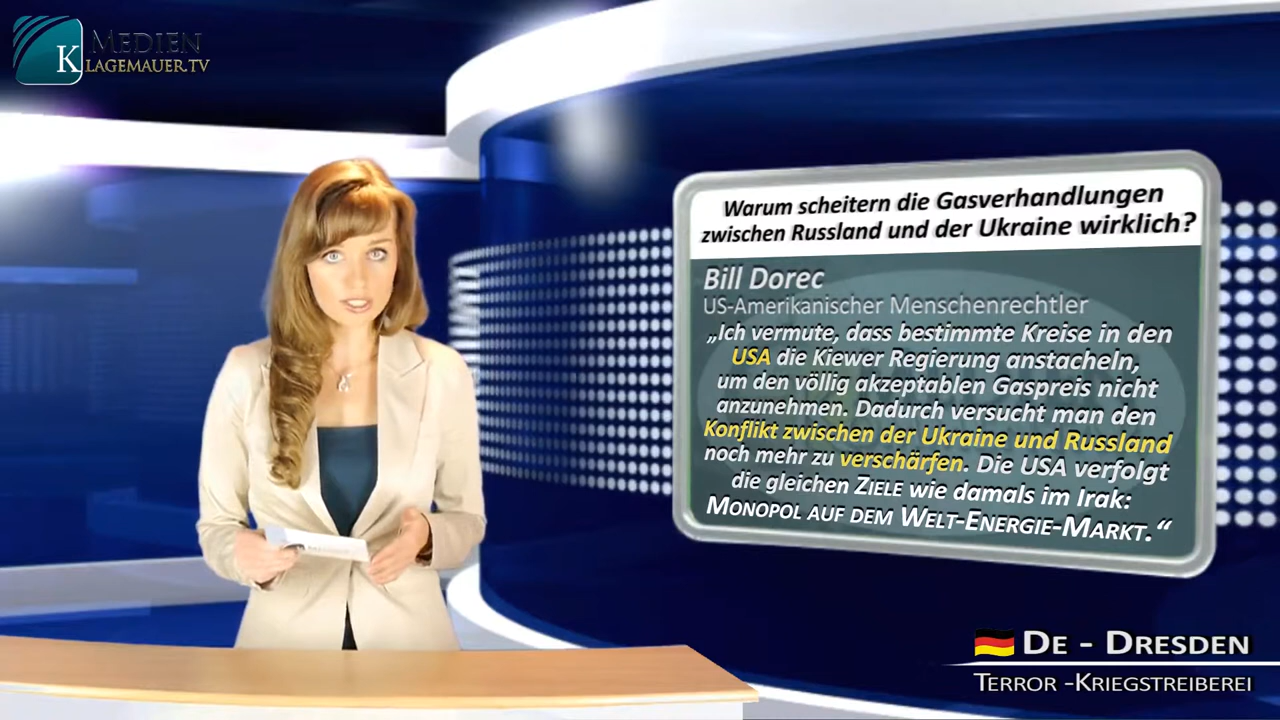 MEDIEN
KLAGEMAUER.TV
Warum scheitern die Gasverhandlungen
zwischen Russland und der Ukraine wirklich?
Bill Dorec
US-Amerikanischer Menschenrechtler
„Ich vermute, dass bestimmte Kreise in den
USA die Kiewer Regierung anstacheln,
um den völlig akzeptablen Gaspreis nicht
anzunehmen. Dadurch versucht man den
Konflikt zwischen der Ukraine und Russland
noch mehr zu verschärfen. Die USA verfolgt
die gleichen ZIELE wie damals im Irak:
MONOPOL AUF DEM WELT-ENERGIE-MARKT.“
DE - DRESDEN
TERROR -KRIEGSTREIBEREI